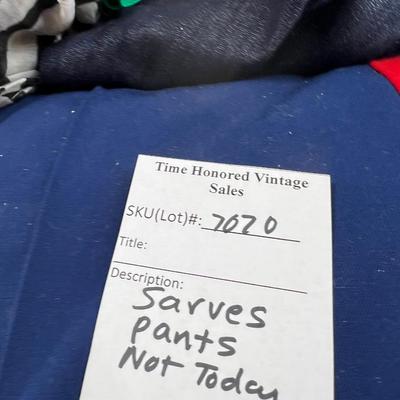 Time Honored Vintage
Sales
SKU(Lot)#: 7070
Title:
Description:
Sarves
pants
Not Today